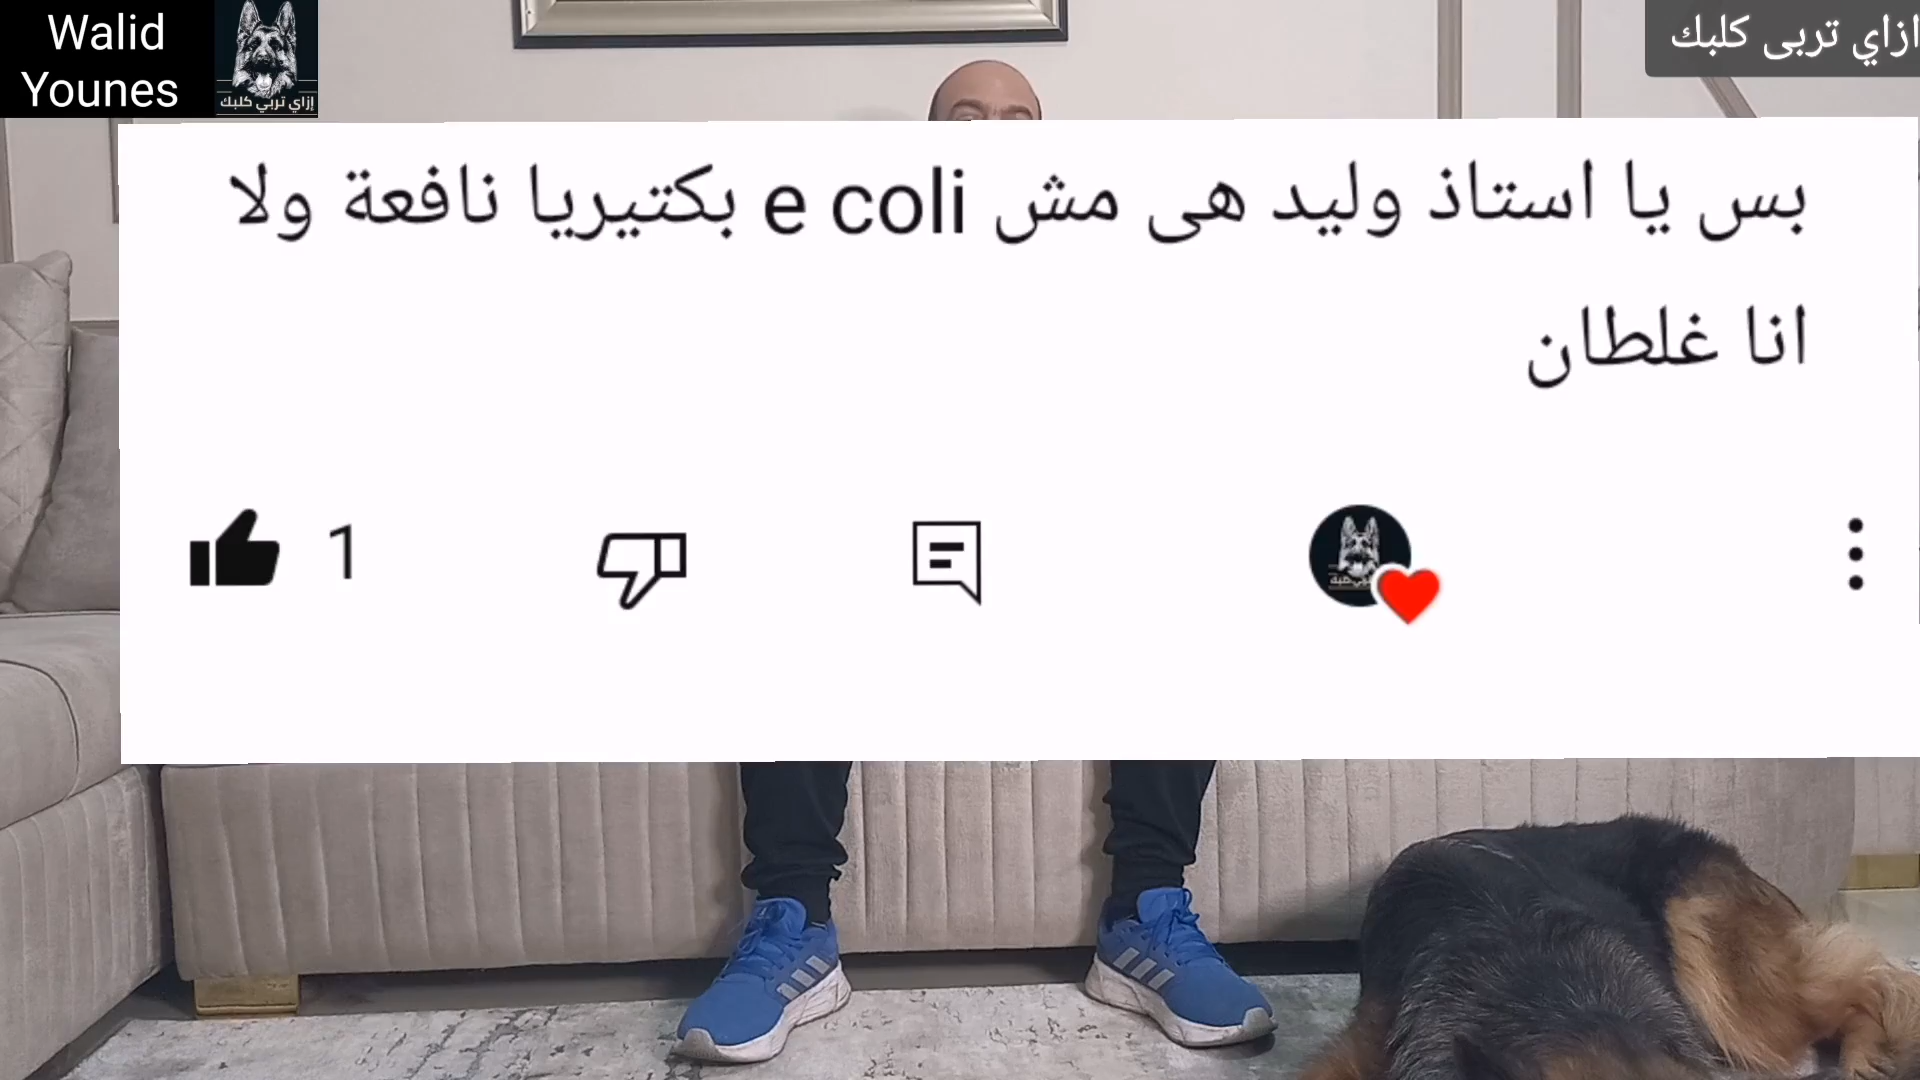 Walid
Younes
إزاي تربي كلبك
ازاي تربى كلبك
بس يا استاذ وليد هى مش e coli بكتيريا نافعة ولا
انا غلطان
1